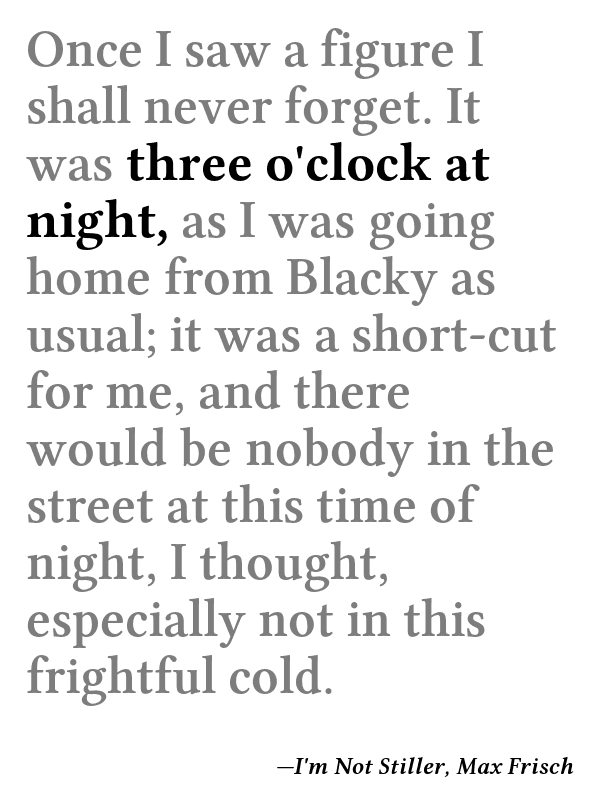 Once I saw a figure I
shall never forget. It
was three o'clock at
night, as I was going
home from Blacky as
usual; it was a short-cut
for me, and there
would be nobody in the
street at this time of
night, I thought,
especially not in this
frightful cold.
—I'm Not Stiller, Max Frisch